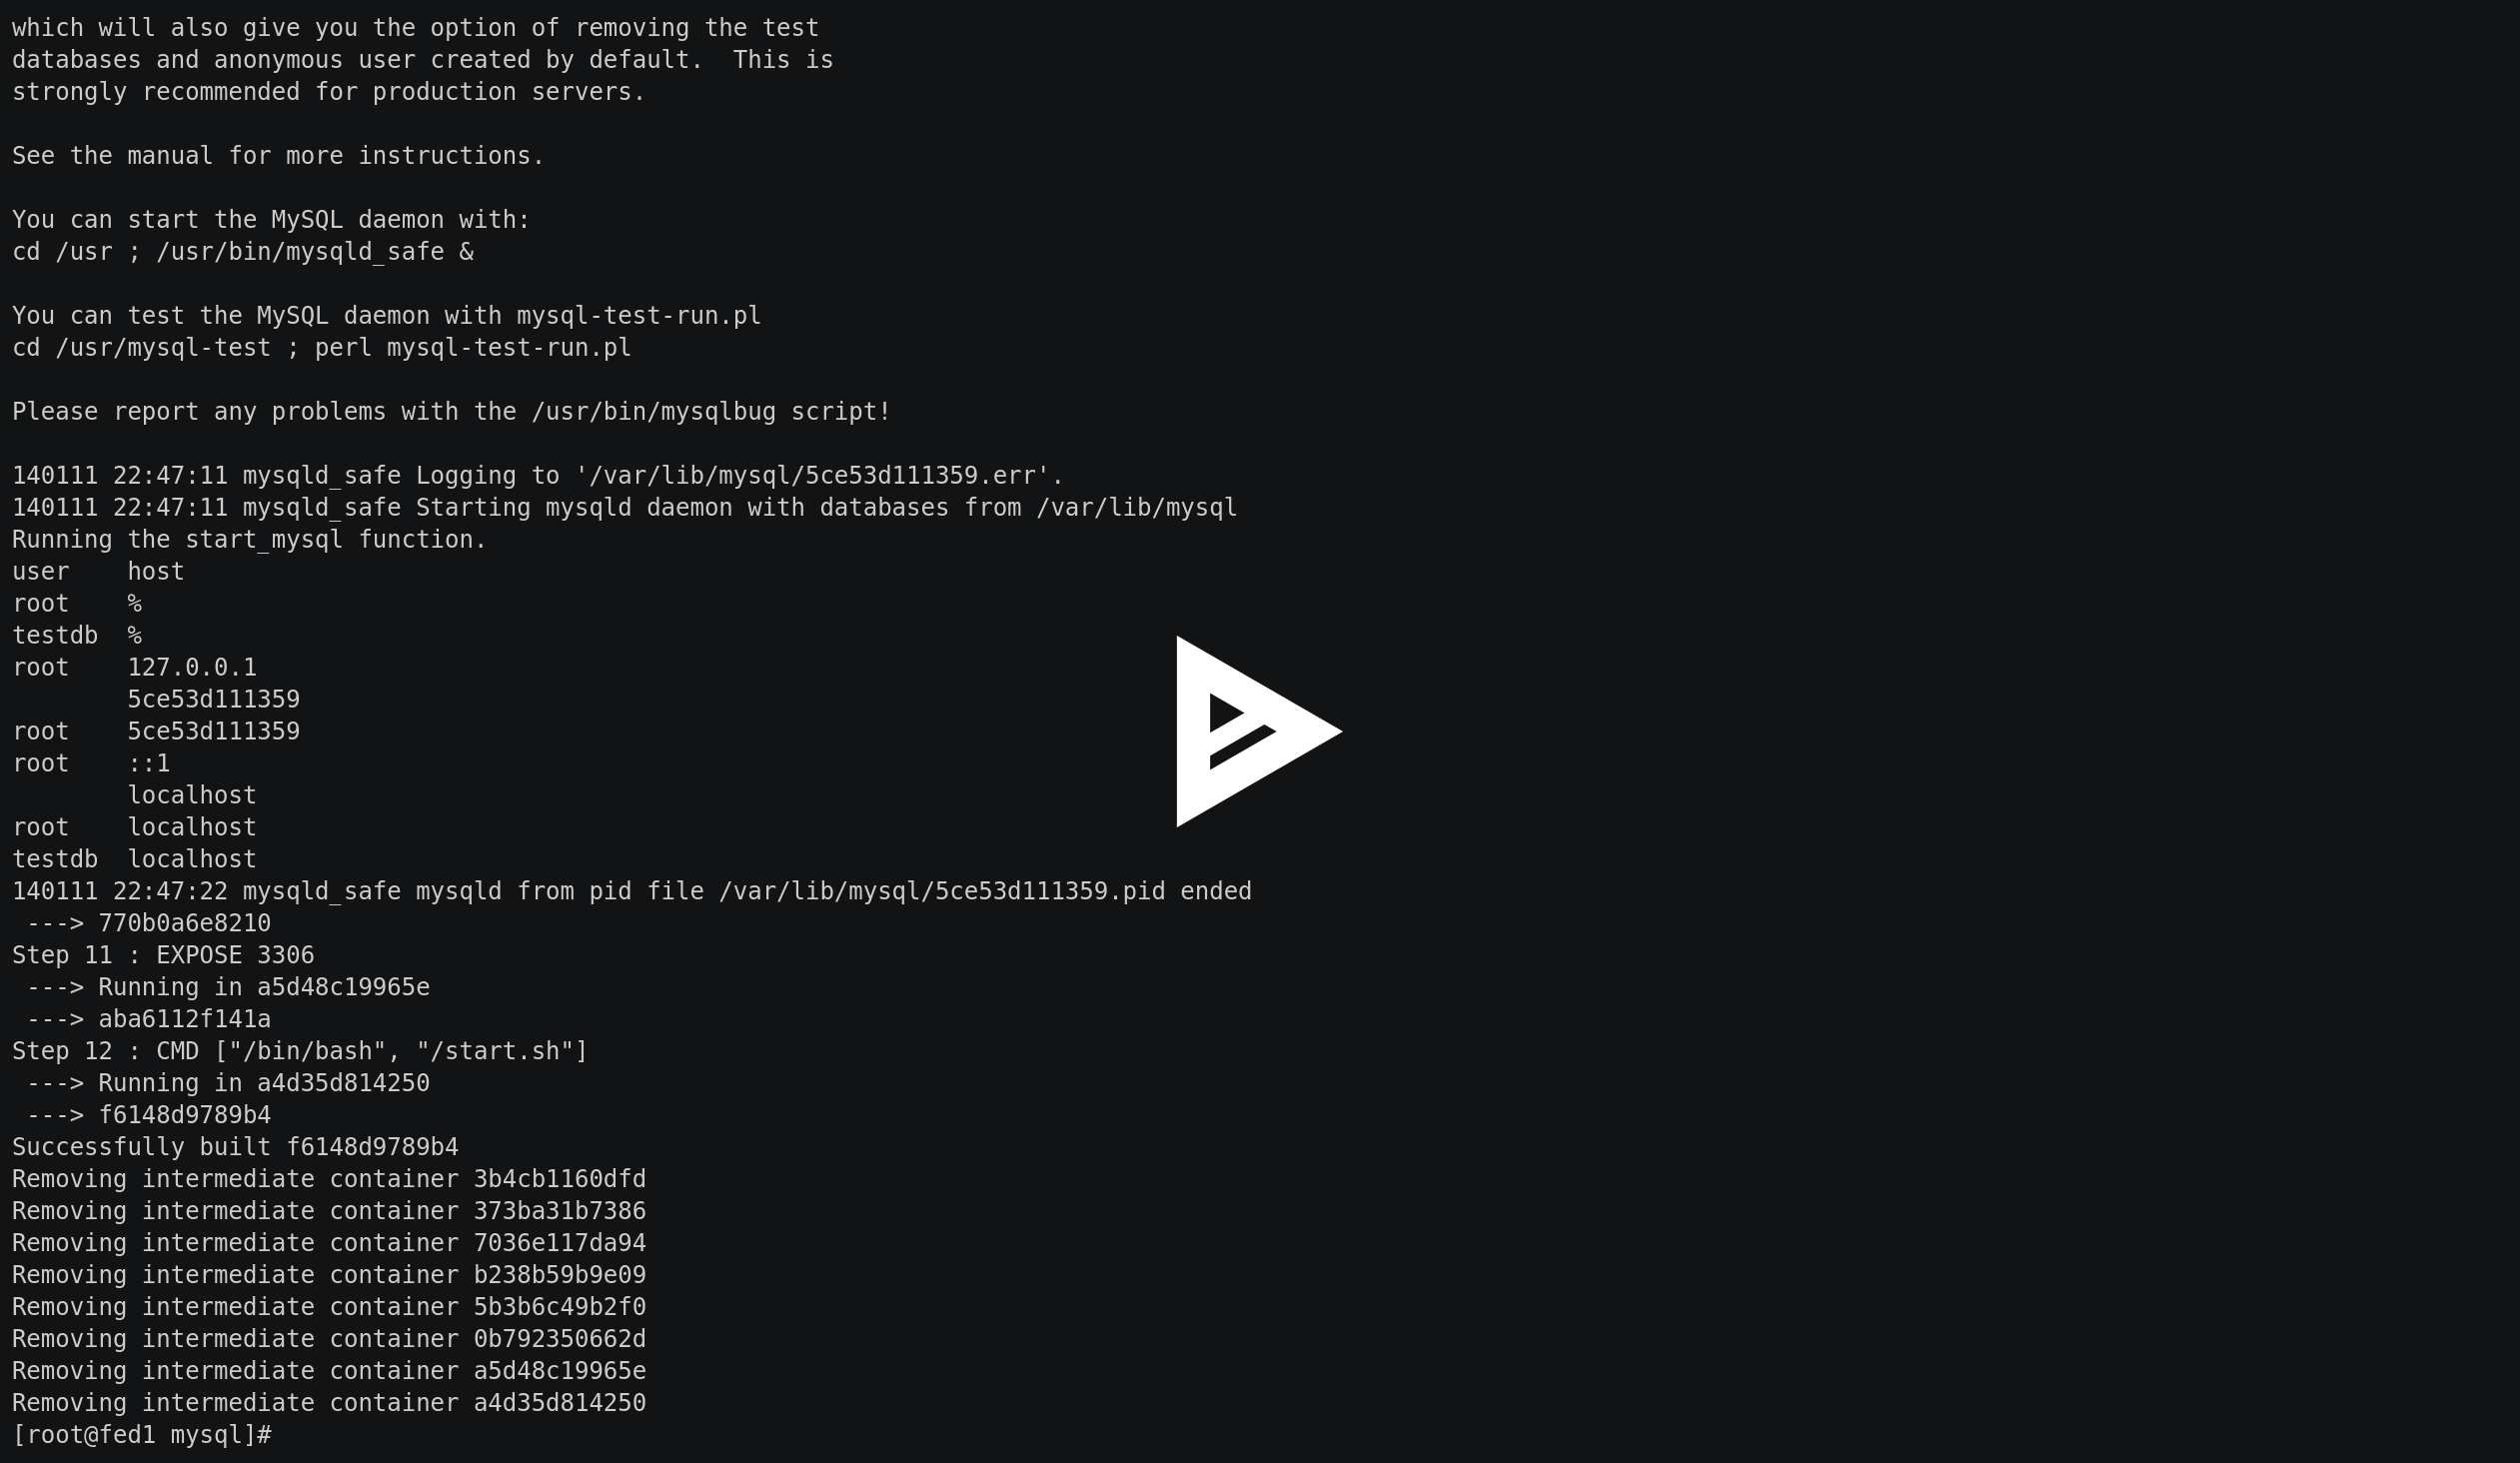 which will also give you the option of removing the test
databases and anonymous user created by default.  This is
strongly recommended for production servers.

See the manual for more instructions.

You can start the MySQL daemon with:
cd /usr ; /usr/bin/mysqld_safe &

You can test the MySQL daemon with mysql-test-run.pl
cd /usr/mysql-test ; perl mysql-test-run.pl

Please report any problems with the /usr/bin/mysqlbug script!

140111 22:47:11 mysqld_safe Logging to '/var/lib/mysql/5ce53d111359.err'.
140111 22:47:11 mysqld_safe Starting mysqld daemon with databases from /var/lib/mysql
Running the start_mysql function.
user    host
root    %
testdb  %
root    127.0.0.1
        5ce53d111359
root    5ce53d111359
root    ::1
        localhost
root    localhost
testdb  localhost
140111 22:47:22 mysqld_safe mysqld from pid file /var/lib/mysql/5ce53d111359.pid ended
 ---> 770b0a6e8210
Step 11 : EXPOSE 3306
 ---> Running in a5d48c19965e
 ---> aba6112f141a
Step 12 : CMD ["/bin/bash", "/start.sh"]
 ---> Running in a4d35d814250
 ---> f6148d9789b4
Successfully built f6148d9789b4
Removing intermediate container 3b4cb1160dfd
Removing intermediate container 373ba31b7386
Removing intermediate container 7036e117da94
Removing intermediate container b238b59b9e09
Removing intermediate container 5b3b6c49b2f0
Removing intermediate container 0b792350662d
Removing intermediate container a5d48c19965e
Removing intermediate container a4d35d814250
[root@fed1 mysql]#